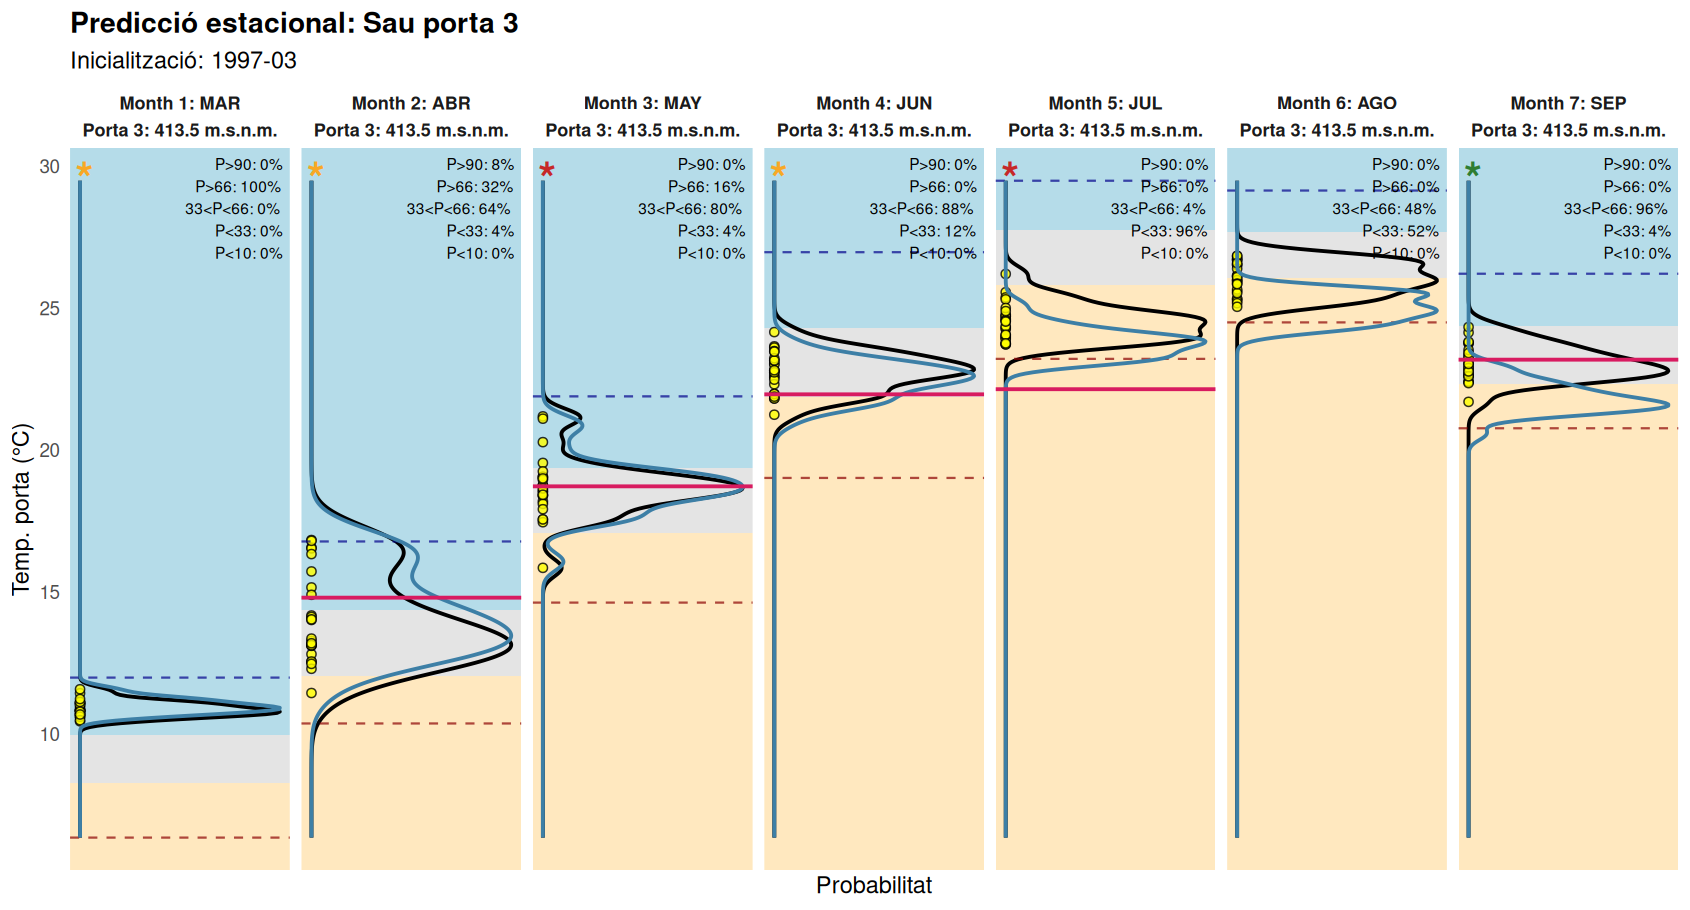 Predicció estacional: Sau porta 3
Inicialització: 1997-03
Month 1: MAR
Porta 3: 413.5 m.s.n.m.
Month 2: ABR
Porta 3: 413.5 m.s.n.m.
Month 3: MAY
Porta 3: 413.5 m.s.n.m.
Month 4: JUN
Porta 3: 413.5 m.s.n.m.
Month 5: JUL
Porta 3: 413.5 m.s.n.m.
Month 6: AGO
Porta 3: 413.5 m.s.n.m.
Month 7: SEP
Porta 3: 413.5 m.s.n.m.
Temp. porta (°C)
30
25
20
15
10
*
P>90: 0%
P>66: 100%
33<P<66: 0%
P<33: 0%
P<10: 0%
*
P>90: 8%
P>66: 32%
33<P<66: 64%
P<33: 4%
P<10: 0%
*
P>90: 0%
P>66: 16%
33<P<66: 80%
P<33: 4%
P<10: 0%
*
P>90: 0%
P>66: 0%
33<P<66: 88%
P<33: 12%
P<10: 0%
*
P>90: 0%
P>66: 0%
33<P<66: 4%
P<33: 96%
P<10: 0%
P>90: 0%
P>66: 0%
33<P<66: 48%
P<33: 52%
P<10: 0%
*
P>90: 0%
P>66: 0%
33<P<66: 96%
P<33: 4%
P<10: 0%
Probabilitat